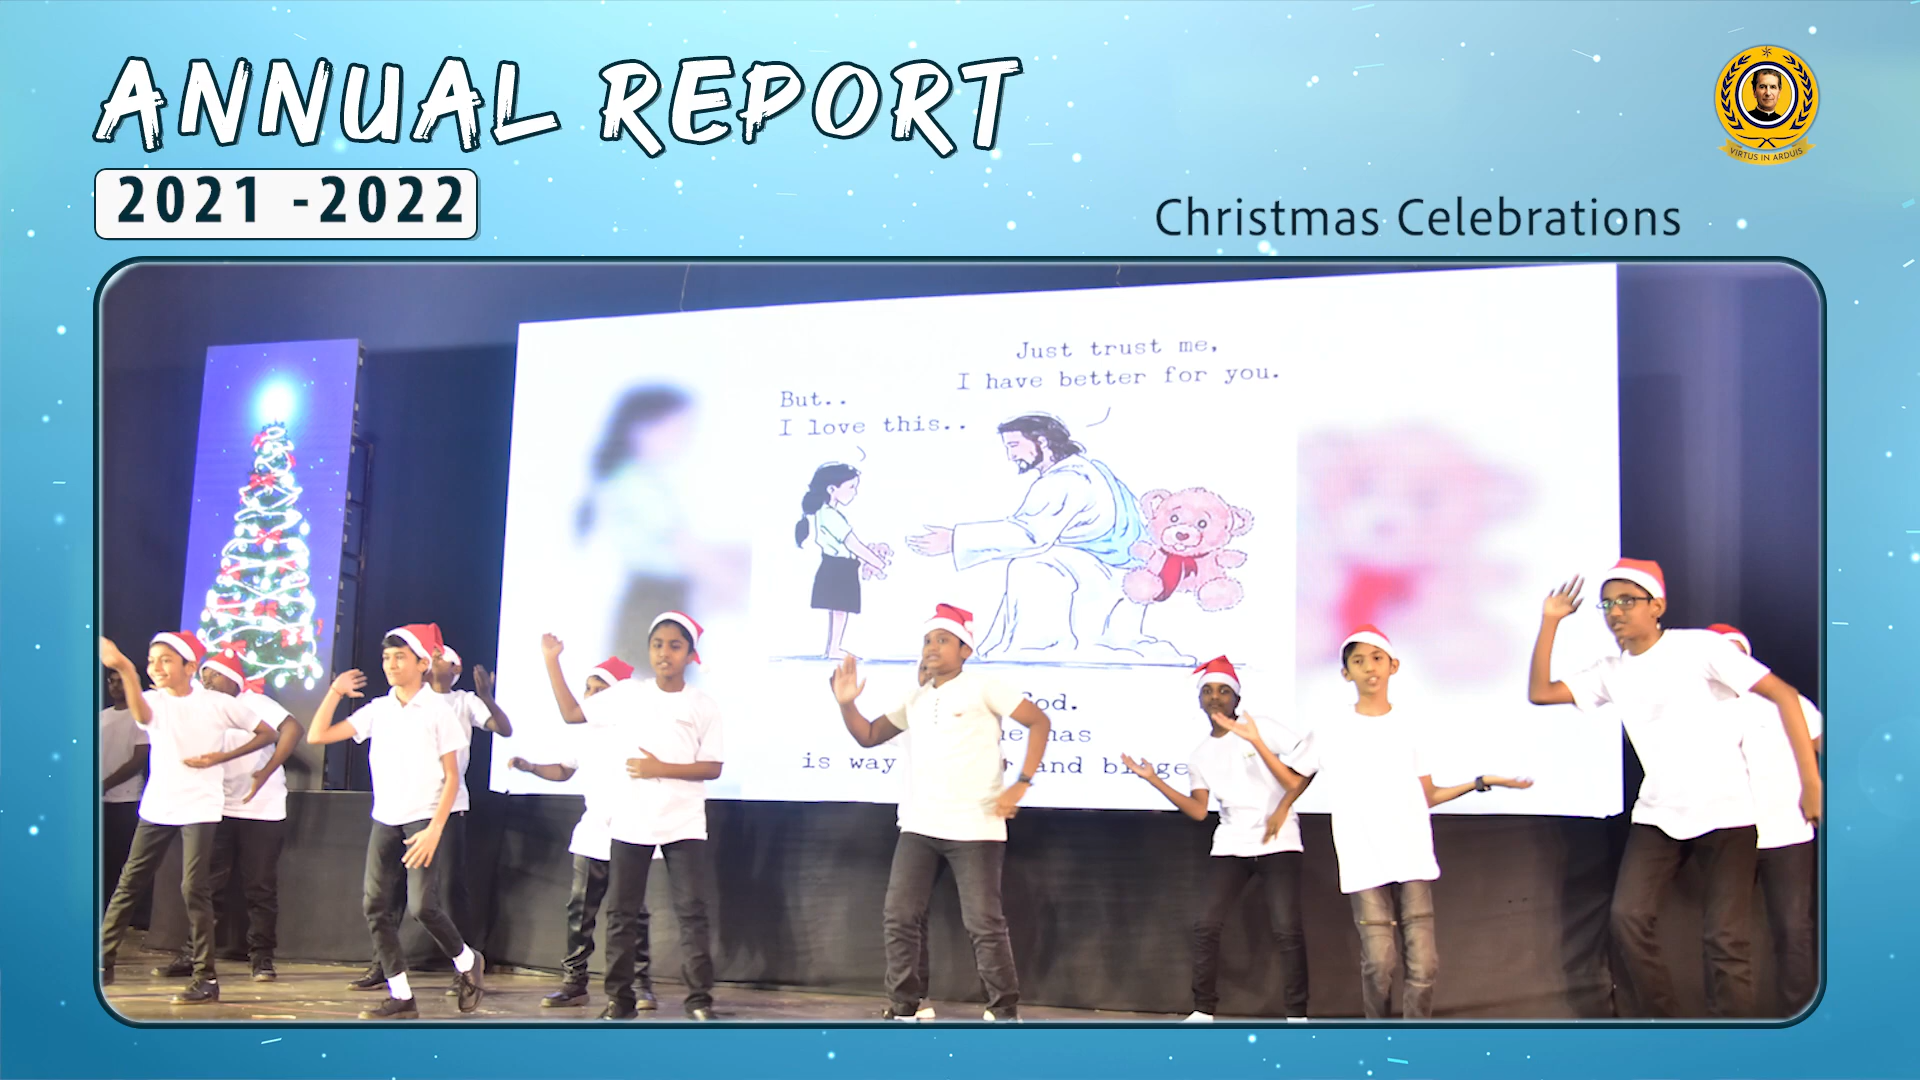 ANNUAL REPORT
2021 -2022
VIRTUS IN ARDUIS
Christmas Celebrations
Just trust me,
I have better for you.
But..
I love this..
is way and